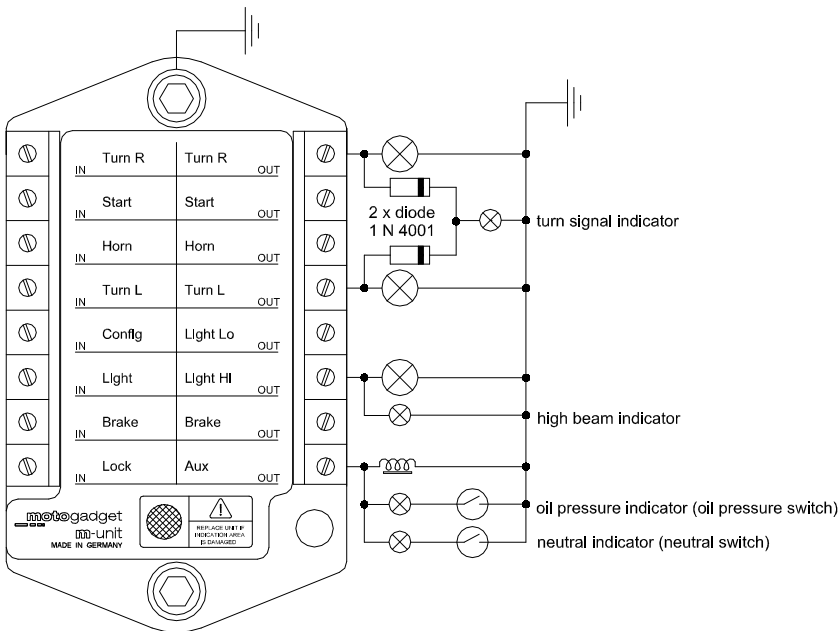 Turn R Turn R
IN OUT
Start Start
IN OUT
Horn Horn
IN OUT
Turn L Turn L
IN OUT
Config Light Lo
IN OUT
Light Light HI
IN OUT
Brake Brake
IN OUT
Lock Aux
IN OUT
2 x diode
1 N 4001
turn signal indicator
high beam indicator
oil pressure indicator (oil pressure switch)
neutral indicator (neutral switch)
motogadget
m-unit
MADE IN GERMANY
REPLACE UNIT IF
INDICATION AREA
IS DAMAGED